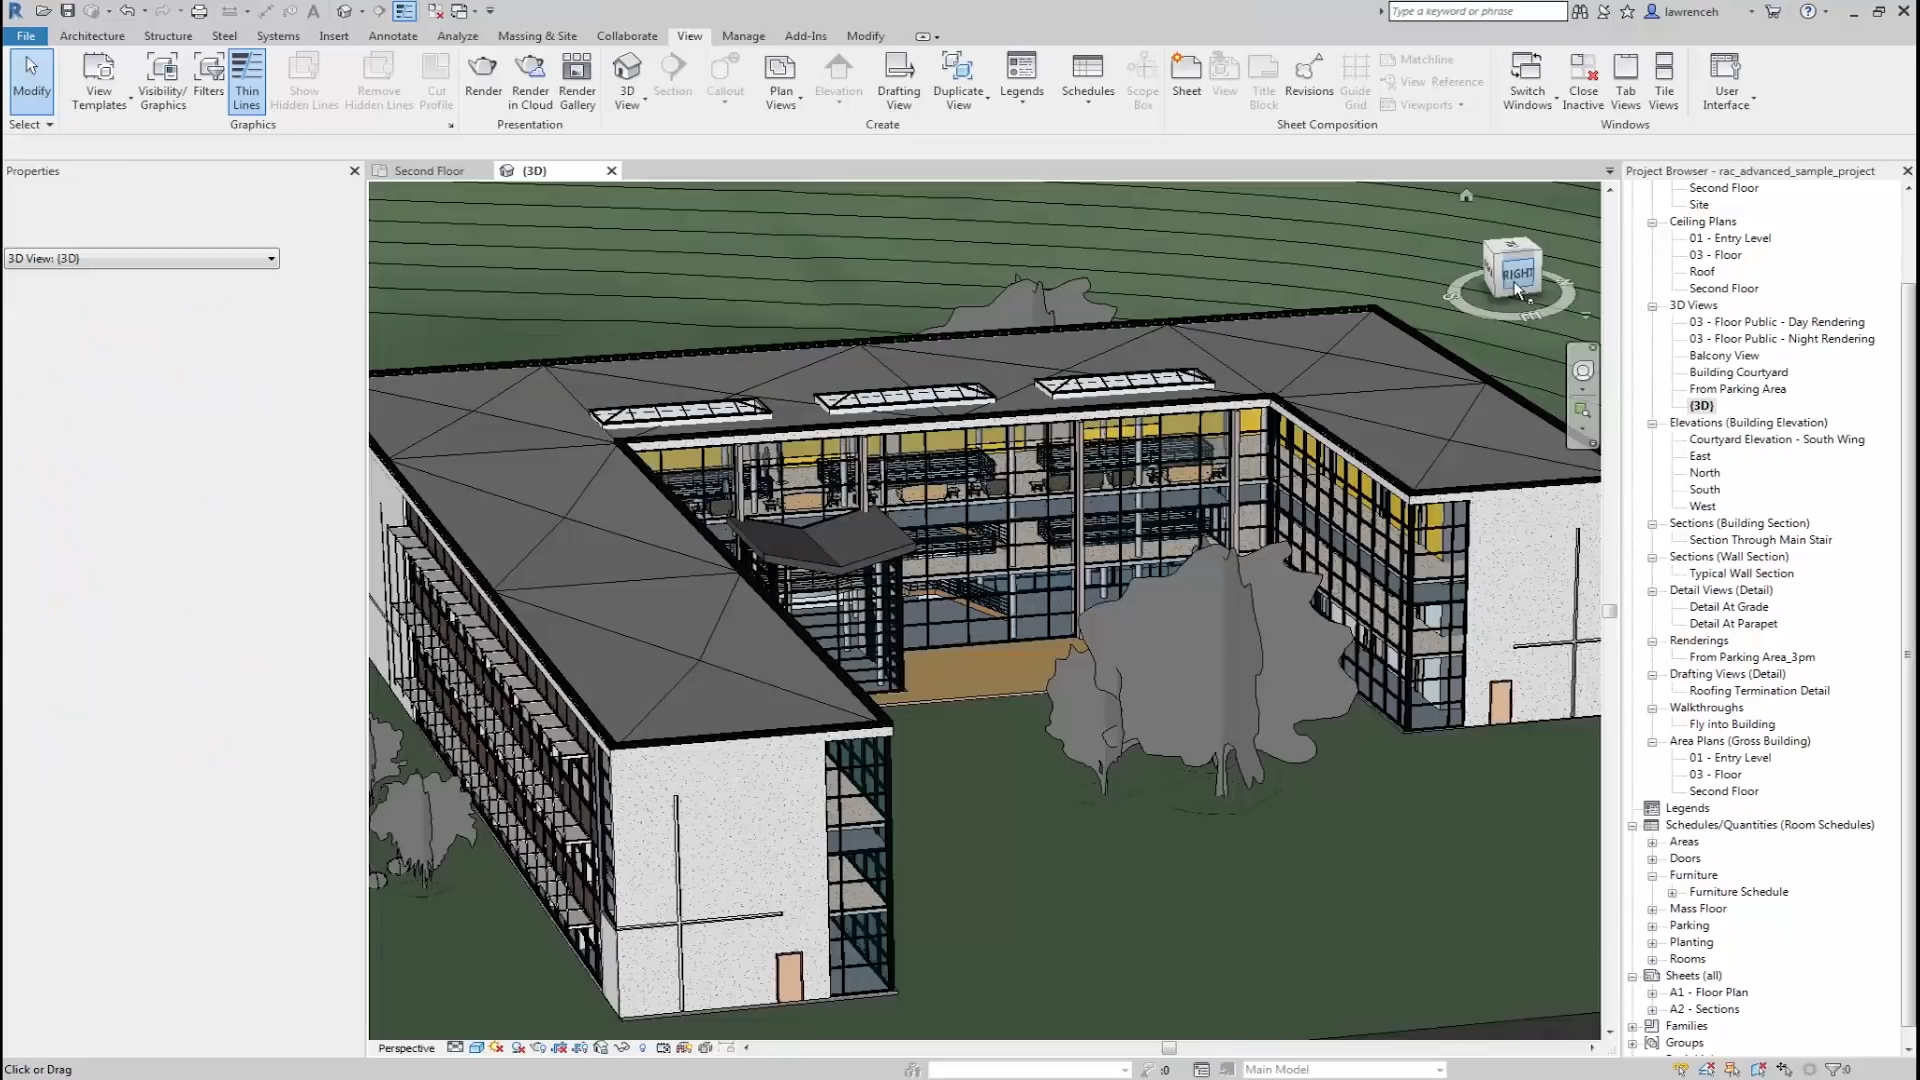 Type a keyword or phrase
lawrenceh
File Architecture Structure Steel Systems Insert Annotate Analyze Massing & Site Collaborate View Manage Add-Ins Modify
Modify
View Templates
Visibility/ Graphics
Filters
Thin Lines
Show Hidden Lines
Remove Hidden Lines
Cut Profile
Render
Render in Cloud
Render Gallery
3D View
Section
Callout
Plan Views
Elevation
Drafting View
Duplicate View
Legends
Schedules
Scope Box
Sheet
View
Title Block
Revisions
Guide Grid
Matchline
View Reference
Viewports
Switch Windows
Close Inactive
Tab Views
Tile Views
User Interface
Select
Graphics
Presentation
Create
Sheet Composition
Windows
Properties
Second Floor
{3D}
Project Browser - rac_advanced_sample_project
3D View: {3D}
RIGHT
Second Floor
Site
Ceiling Plans
01 - Entry Level
03 - Floor
Roof
Second Floor
3D Views
03 - Floor Public - Day Rendering
03 - Floor Public - Night Rendering
Balcony View
Building Courtyard
From Parking Area
{3D}
Elevations (Building Elevation)
Courtyard Elevation - South Wing
East
North
South
West
Sections (Building Section)
Section Through Main Stair
Sections (Wall Section)
Typical Wall Section
Detail Views (Detail)
Detail At Grade
Detail At Parapet
Renderings
From Parking Area_3pm
Drafting Views (Detail)
Roofing Termination Detail
Walkthroughs
Fly into Building
Area Plans (Gross Building)
01 - Entry Level
03 - Floor
Second Floor
Legends
Schedules/Quantities (Room Schedules)
Areas
Doors
Furniture
Furniture Schedule
Mass Floor
Parking
Planting
Rooms
Sheets (all)
A1 - Floor Plan
A2 - Sections
Families
Groups
Perspective
Click or Drag
:0
Main Model
:0